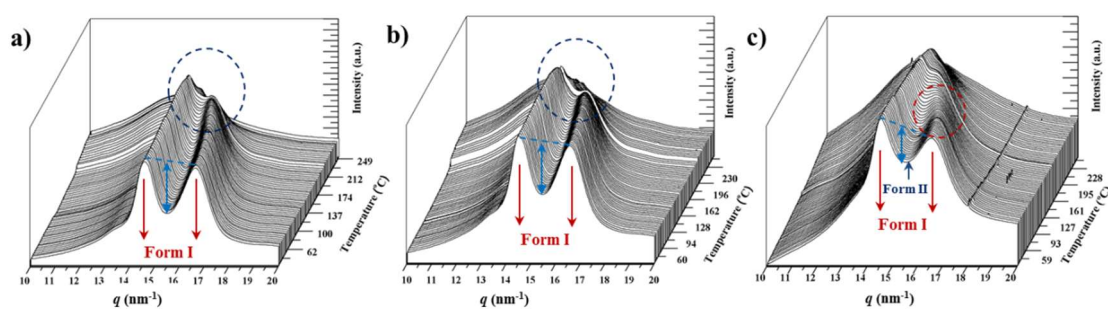 a)
Form I
10 11 12 13 14 15 16 17 18 19 20
q (nm-1)
62
100
137
174
212
249
Temperature (°C)
Intensity (a.u.)
b)
Form I
10 11 12 13 14 15 16 17 18 19 20
q (nm-1)
60
94
128
162
196
230
Temperature (°C)
Intensity (a.u.)
c)
Form II
Form I
10 11 12 13 14 15 16 17 18 19 20
q (nm-1)
59
93
127
161
195
228
Temperature (°C)
Intensity (a.u.)